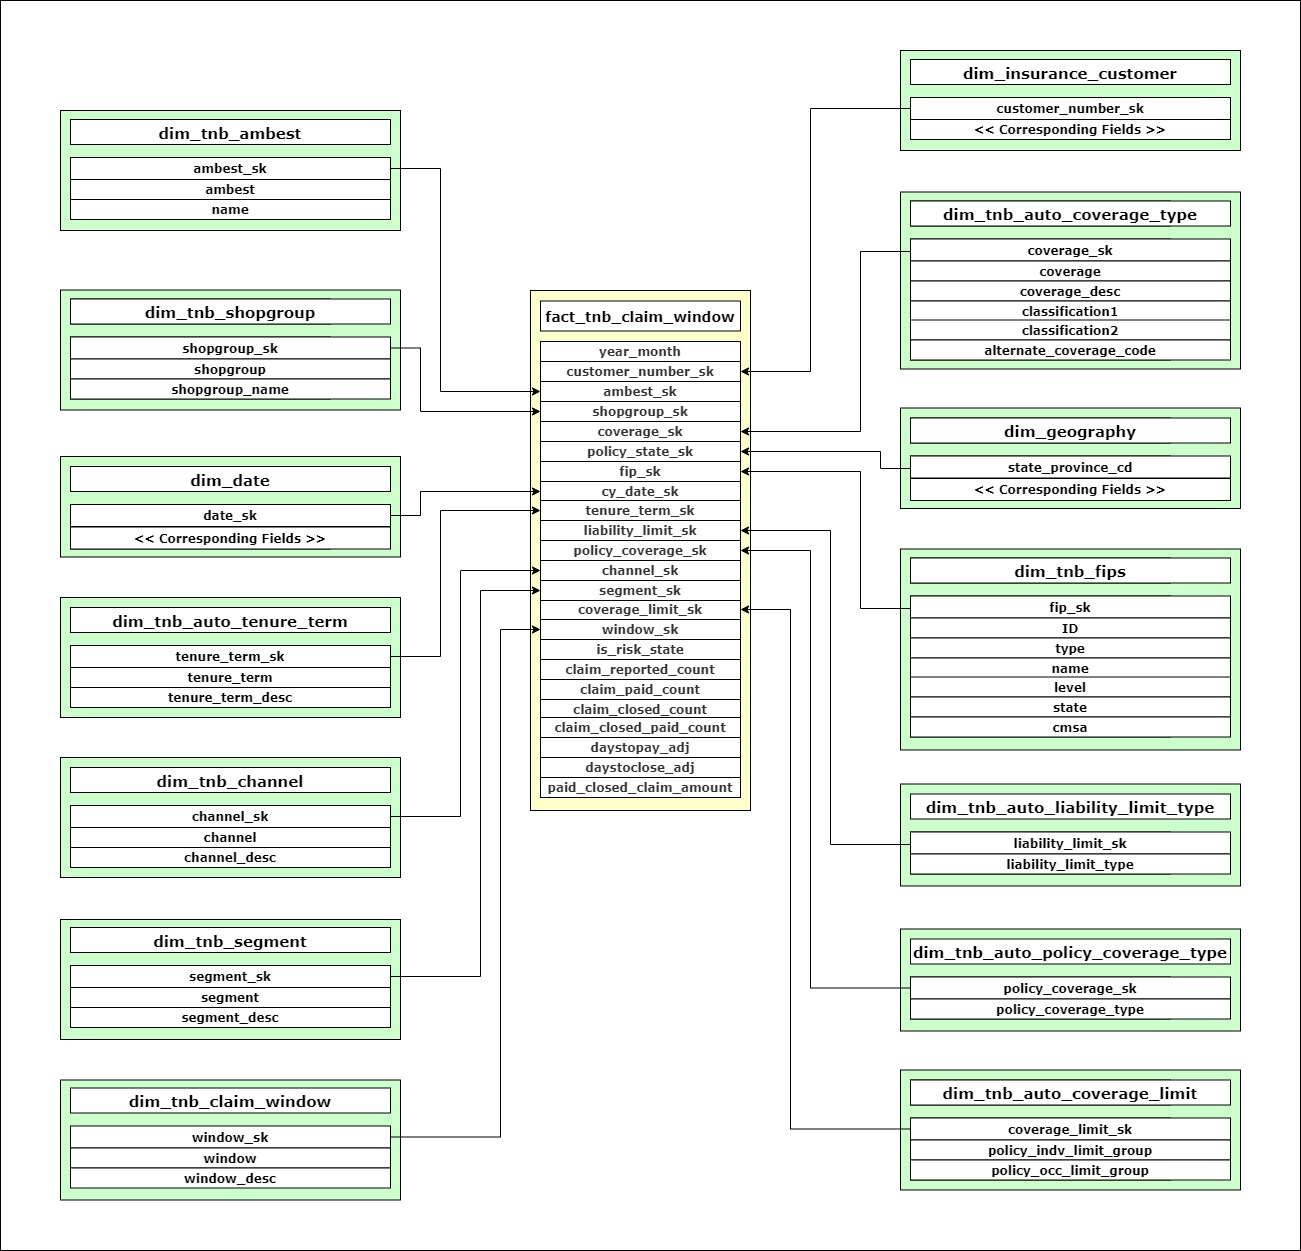 dim_tnb_ambest
ambest_sk
ambest
name
dim_tnb_shopgroup
shopgroup_sk
shopgroup
shopgroup_name
dim_date
date_sk
<< Corresponding Fields >>
dim_tnb_auto_tenure_term
tenure_term_sk
tenure_term
tenure_term_desc
dim_tnb_channel
channel_sk
channel
channel_desc
dim_tnb_segment
segment_sk
segment
segment_desc
dim_tnb_claim_window
window_sk
window
window_desc
fact_tnb_claim_window
year_month
customer_number_sk
ambest_sk
shopgroup_sk
coverage_sk
policy_state_sk
fip_sk
cy_date_sk
tenure_term_sk
liability_limit_sk
policy_coverage_sk
channel_sk
segment_sk
coverage_limit_sk
window_sk
is_risk_state
claim_reported_count
claim_paid_count
claim_closed_count
claim_closed_paid_count
daystopay_adj
daystoclose_adj
paid_closed_claim_amount
dim_insurance_customer
customer_number_sk
<< Corresponding Fields >>
dim_tnb_auto_coverage_type
coverage_sk
coverage
coverage_desc
classification1
classification2
alternate_coverage_code
dim_geography
state_province_cd
<< Corresponding Fields >>
dim_tnb_fips
fip_sk
ID
type
name
level
state
cmsa
dim_tnb_auto_liability_limit_type
liability_limit_sk
liability_limit_type
dim_tnb_auto_policy_coverage_type
policy_coverage_sk
policy_coverage_type
dim_tnb_auto_coverage_limit
coverage_limit_sk
policy_indv_limit_group
policy_occ_limit_group